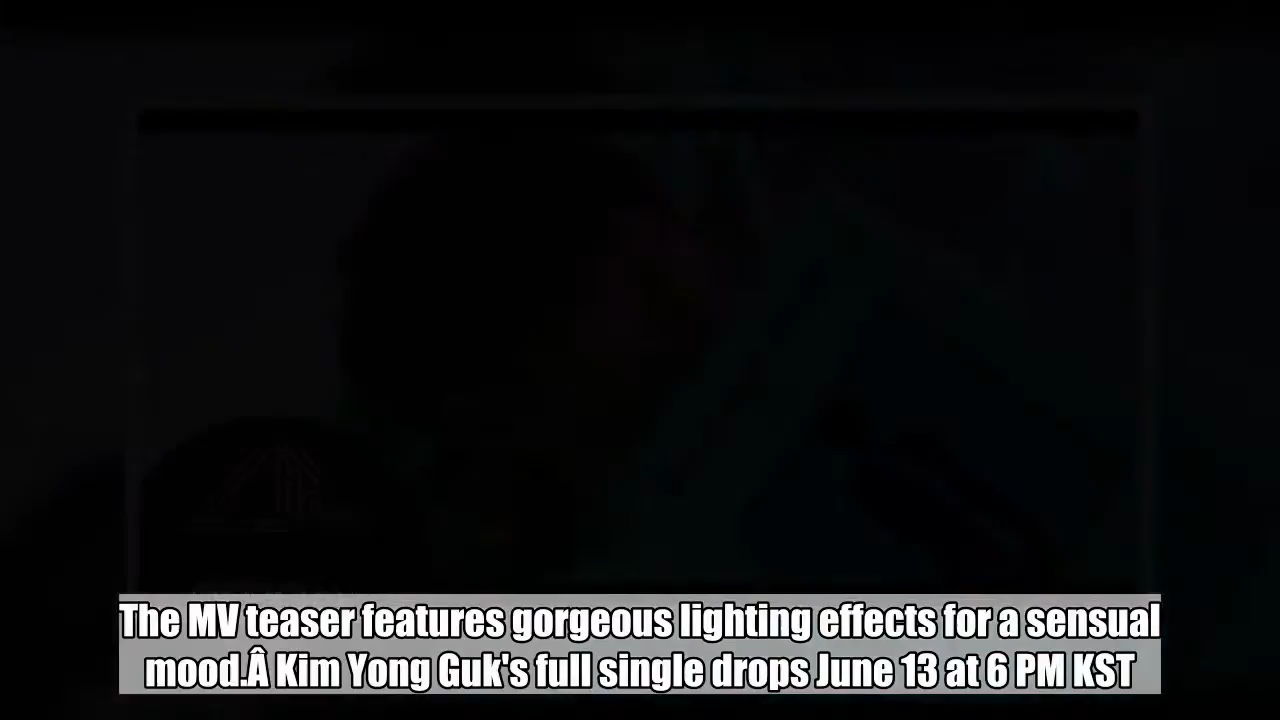 The MV teaser features gorgeous lighting effects for a sensual
mood.Â Kim Yong Guk's full single drops June 13 at 6 PM KST